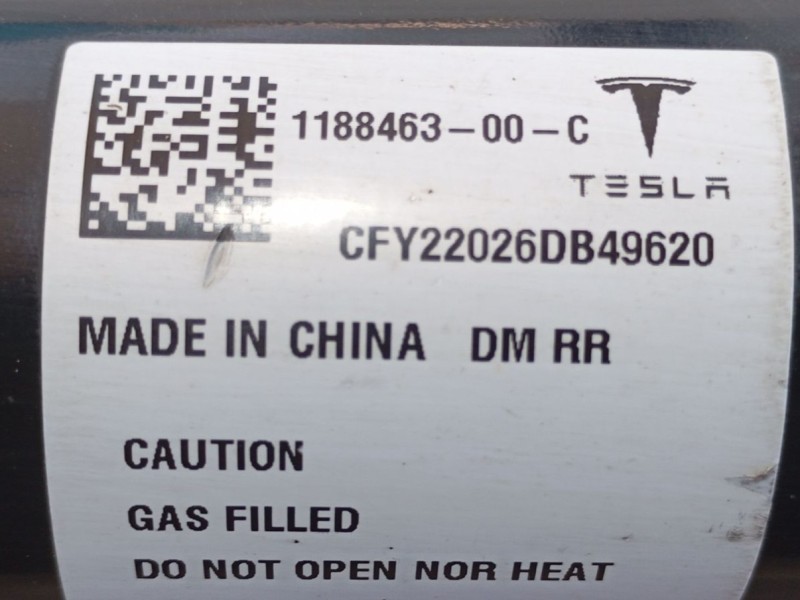 1188463-00-C
TESLA
CFY22026DB49620
MADE IN CHINA DM RR
CAUTION
GAS FILLED
DO NOT OPEN NOR HEAT